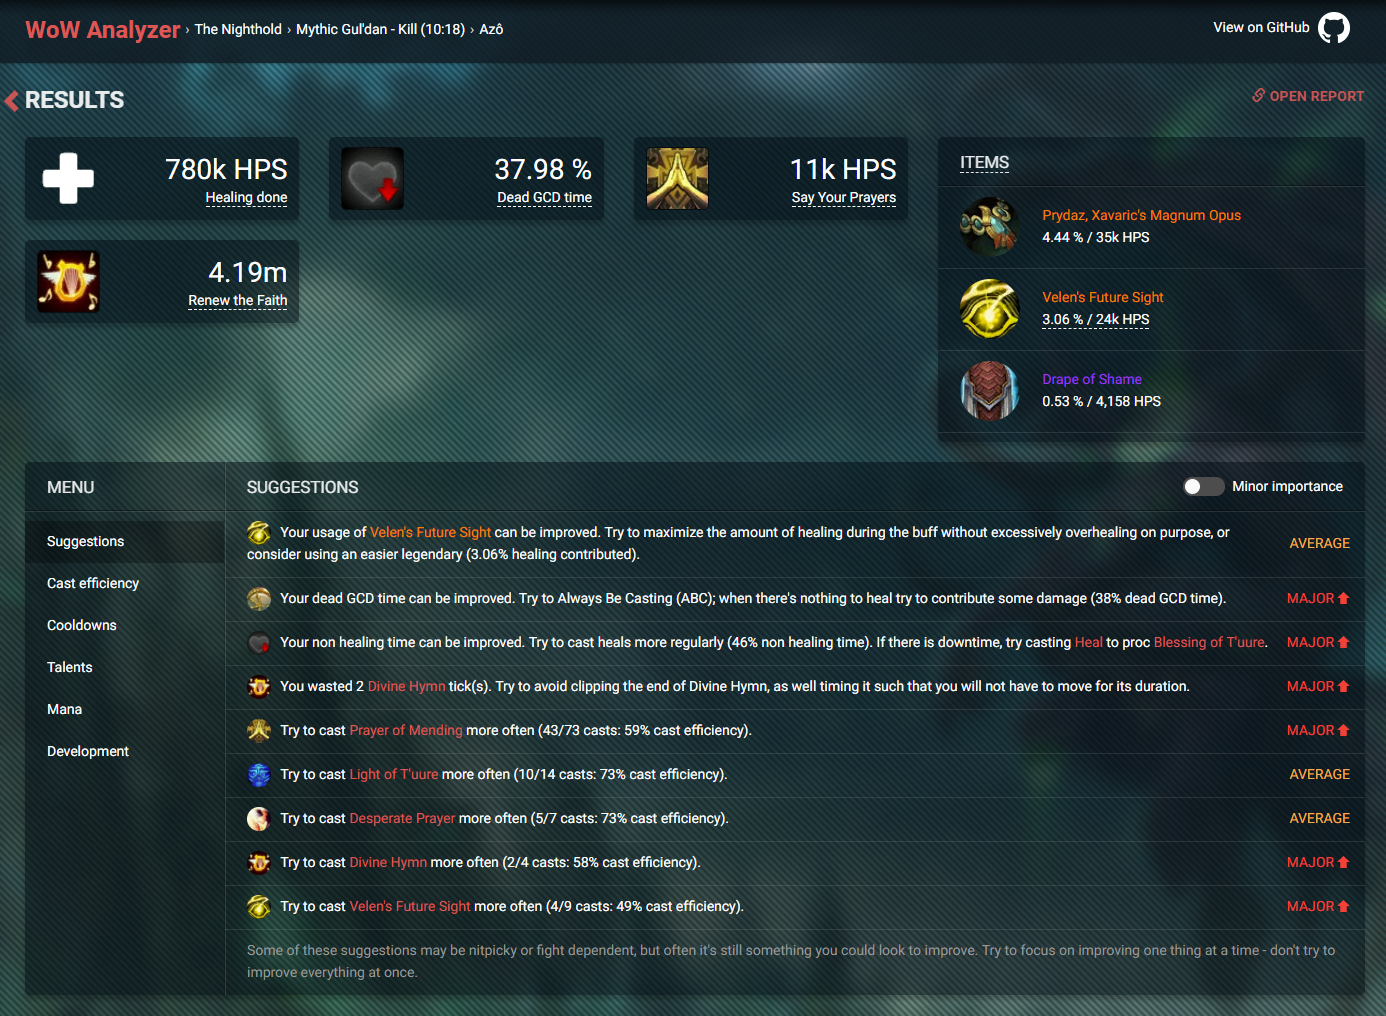 WoW Analyzer › The Nighthold › Mythic Gul'dan - Kill (10:18) › Azô
View on GitHub
RESULTS
OPEN REPORT
780k HPS
Healing done
37.98 %
Dead GCD time
11k HPS
Say Your Prayers
4.19m
Renew the Faith
ITEMS
Prydaz, Xavaric's Magnum Opus
4.44 % / 35k HPS
Velen's Future Sight
3.06 % / 24k HPS
Drape of Shame
0.53 % / 4,158 HPS
MENU
Suggestions
Cast efficiency
Cooldowns
Talents
Mana
Development
SUGGESTIONS
Minor importance
Your usage of Velen's Future Sight can be improved. Try to maximize the amount of healing during the buff without excessively overhealing on purpose, or
consider using an easier legendary (3.06% healing contributed).
AVERAGE
Your dead GCD time can be improved. Try to Always Be Casting (ABC); when there's nothing to heal try to contribute some damage (38% dead GCD time).
MAJOR
Your non healing time can be improved. Try to cast heals more regularly (46% non healing time). If there is downtime, try casting Heal to proc Blessing of T'uure.
MAJOR
You wasted 2 Divine Hymn tick(s). Try to avoid clipping the end of Divine Hymn, as well timing it such that you will not have to move for its duration.
MAJOR
Try to cast Prayer of Mending more often (43/73 casts: 59% cast efficiency).
MAJOR
Try to cast Light of T'uure more often (10/14 casts: 73% cast efficiency).
AVERAGE
Try to cast Desperate Prayer more often (5/7 casts: 73% cast efficiency).
AVERAGE
Try to cast Divine Hymn more often (2/4 casts: 58% cast efficiency).
MAJOR
Try to cast Velen's Future Sight more often (4/9 casts: 49% cast efficiency).
MAJOR
Some of these suggestions may be nitpicky or fight dependent, but often it's still something you could look to improve. Try to focus on improving one thing at a time - don't try to
improve everything at once.